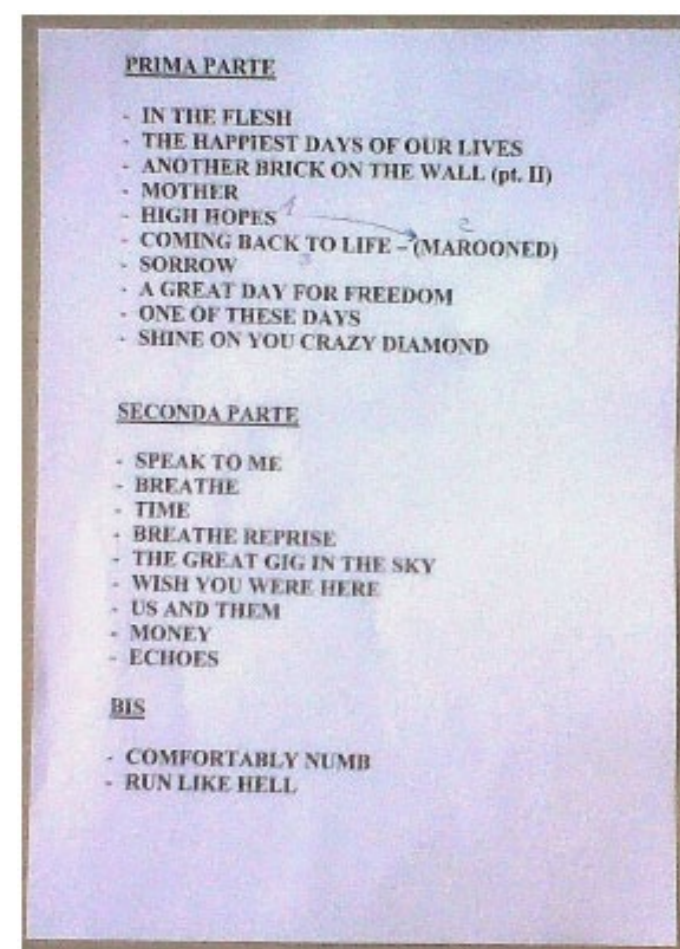 PRIMA PARTE
- IN THE FLESH
- THE HAPPIEST DAYS OF OUR LIVES
- ANOTHER BRICK ON THE WALL (pt. II)
- MOTHER
- HIGH HOPES 1
- COMING BACK TO LIFE – (MAROONED) 2
- SORROW 3
- A GREAT DAY FOR FREEDOM
- ONE OF THESE DAYS
- SHINE ON YOU CRAZY DIAMOND
SECONDA PARTE
- SPEAK TO ME
- BREATHE
- TIME
- BREATHE REPRISE
- THE GREAT GIG IN THE SKY
- WISH YOU WERE HERE
- US AND THEM
- MONEY
- ECHOES
BIS
- COMFORTABLY NUMB
- RUN LIKE HELL